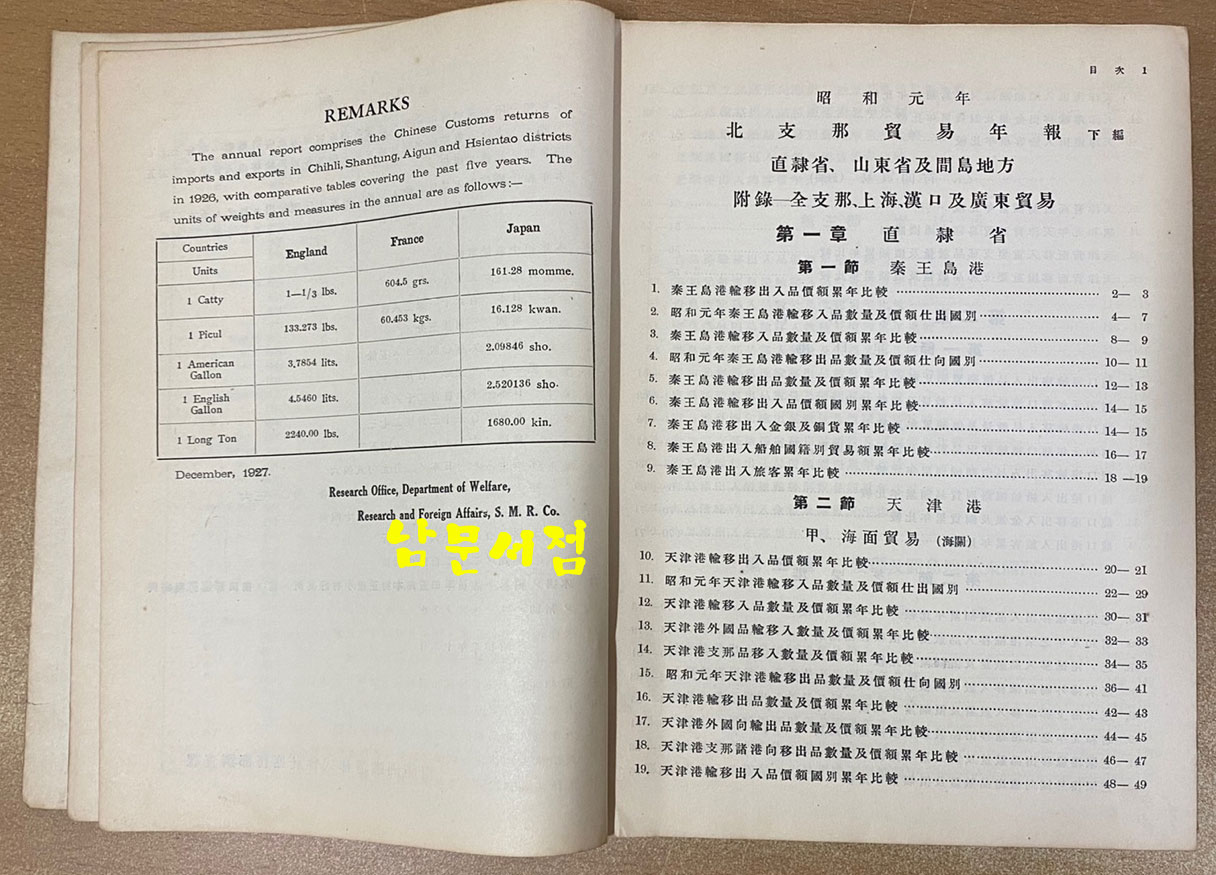 REMARKS
The annual report comprises the Chinese Customs returns of
imports and exports in Chihli, Shantung, Aigun and Hsientao districts
in 1926, with comparative tables covering the past five years. The
units of weights and measures in the annual are as follows:—
Countries England France Japan
Units
1 Catty 1—1/3 lbs. 604.5 grs. 161.28 momme.
1 Picul 133.273 lbs. 60.453 kgs. 16.128 kwan.
1 American Gallon 3.7854 lits. 2.09846 sho.
1 English Gallon 4.5460 lits. 2.520136 sho.
1 Long Ton 2240.00 lbs. 1680.00 kin.
December, 1927.
Research Office, Department of Welfare,
Research and Foreign Affairs, S. M. R. Co.
남문서점
目次 1
昭和元年
北支那貿易年報 下編
直隷省、山東省及間島地方
附錄—全支那、上海、漢口及廣東貿易
第一章 直隷省
第一節 秦王島港
1. 秦王島港輸移出入品價額累年比較 2— 3
2. 昭和元年秦王島港輸移入品數量及價額仕出國別 4— 7
3. 秦王島港輸移入品數量及價額累年比較 8— 9
4. 昭和元年秦王島港輸移出品數量及價額仕向國別 10— 11
5. 秦王島港輸移出品數量及價額累年比較 12— 13
6. 秦王島港輸移出入品價額國別累年比較 14— 15
7. 秦王島港移出入金銀及銅貨累年比較 14— 15
8. 秦王島港出入船舶國籍別貿易額累年比較 16— 17
9. 秦王島港出入旅客累年比較 18 —19
第二節 天津港
甲、海面貿易 (海關)
10. 天津港輸移出入品價額累年比較 20— 21
11. 昭和元年天津港輸移入品數量及價額仕出國別 22— 29
12. 天津港輸移入品數量及價額累年比較 30— 31
13. 天津港外國品輸移入數量及價額累年比較 32— 33
14. 天津港支那品移入數量及價額累年比較 34— 35
15. 昭和元年天津港輸移出品數量及價額仕向國別 36— 41
16. 天津港輸移出品數量及價額累年比較 42— 43
17. 天津港外國向輸出品數量及價額累年比較 44— 45
18. 天津港支那諸港向移出品數量及價額累年比較 46— 47
19. 天津港輸移出入品價額國別累年比較 48— 49